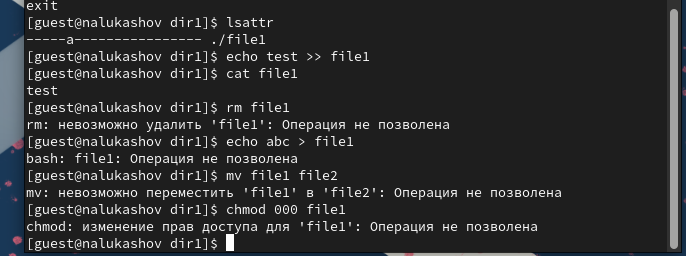 exit
[guest@nalukashov dir1]$ lsattr
-----a---------------- ./file1
[guest@nalukashov dir1]$ echo test >> file1
[guest@nalukashov dir1]$ cat file1
test
[guest@nalukashov dir1]$ rm file1
rm: невозможно удалить 'file1': Операция не позволена
[guest@nalukashov dir1]$ echo abc > file1
bash: file1: Операция не позволена
[guest@nalukashov dir1]$ mv file1 file2
mv: невозможно переместить 'file1' в 'file2': Операция не позволена
[guest@nalukashov dir1]$ chmod 000 file1
chmod: изменение прав доступа для 'file1': Операция не позволена
[guest@nalukashov dir1]$